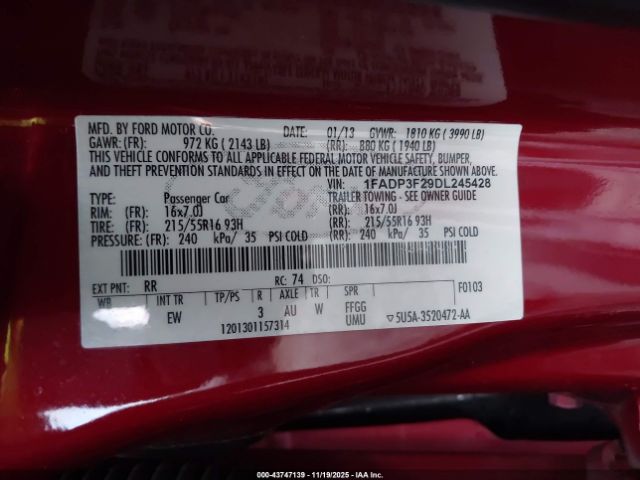 MFD. BY FORD MOTOR CO. DATE: 01/13 GVWR: 1810 KG ( 3990 LB)
GAWR: (FR): 972 KG ( 2143 LB) (RR): 880 KG ( 1940 LB)
THIS VEHICLE CONFORMS TO ALL APPLICABLE FEDERAL MOTOR VEHICLE SAFETY, BUMPER,
AND THEFT PREVENTION STANDARDS IN EFFECT ON THE DATE OF MANUFACTURE SHOWN ABOVE.
VIN: 1FADP3F29DL245428
TYPE: Passenger Car TRAILER TOWING - SEE OWNER GUIDE
RIM: (FR): 16x7.0J (RR): 16x7.0J
TIRE: (FR): 215/55R16 93H (RR): 215/55R16 93H
PRESSURE: (FR): 240 kPa/ 35 PSI COLD (RR): 240 kPa/ 35 PSI COLD
EXT PNT: RR RC: 74 DSO: F0103
WB INT TR TP/PS R AXLE TR SPR
EW 3 AU W FFGG
1201301157314 UMU 5U5A-3520472-AA
000-43747139 - 11/19/2025 - IAA Inc.